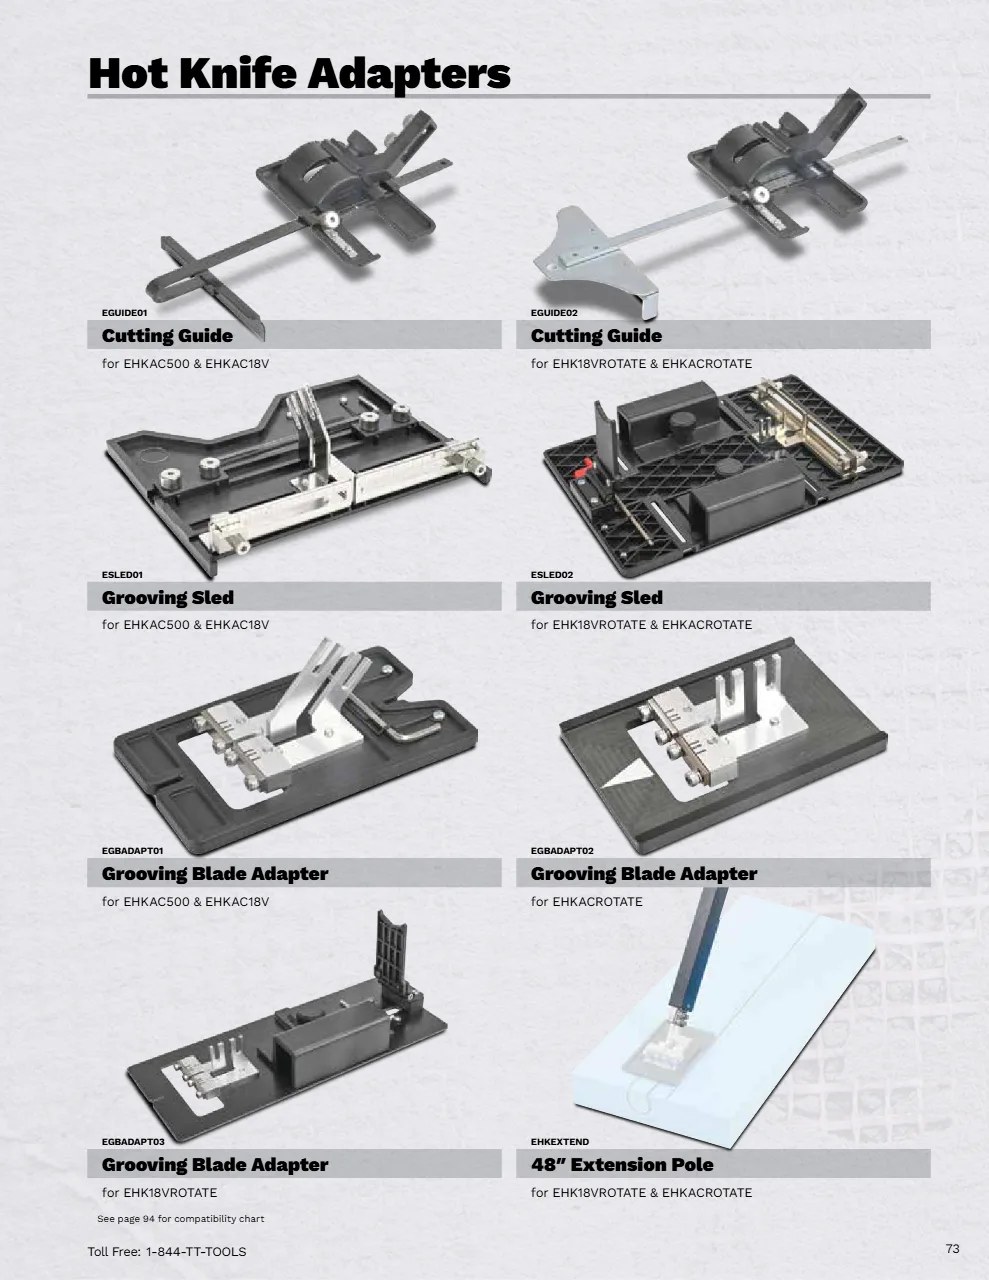 Hot Knife Adapters
EGUIDE01
Cutting Guide
for EHKAC500 & EHKAC18V
EGUIDE02
Cutting Guide
for EHK18VROTATE & EHKACROTATE
ESLED01
Grooving Sled
for EHKAC500 & EHKAC18V
ESLED02
Grooving Sled
for EHK18VROTATE & EHKACROTATE
EGBADAPT01
Grooving Blade Adapter
for EHKAC500 & EHKAC18V
EGBADAPT02
Grooving Blade Adapter
for EHKACROTATE
EGBADAPT03
Grooving Blade Adapter
for EHK18VROTATE
EHKEXTEND
48″ Extension Pole
for EHK18VROTATE & EHKACROTATE
See page 94 for compatibility chart
Toll Free: 1-844-TT-TOOLS
73